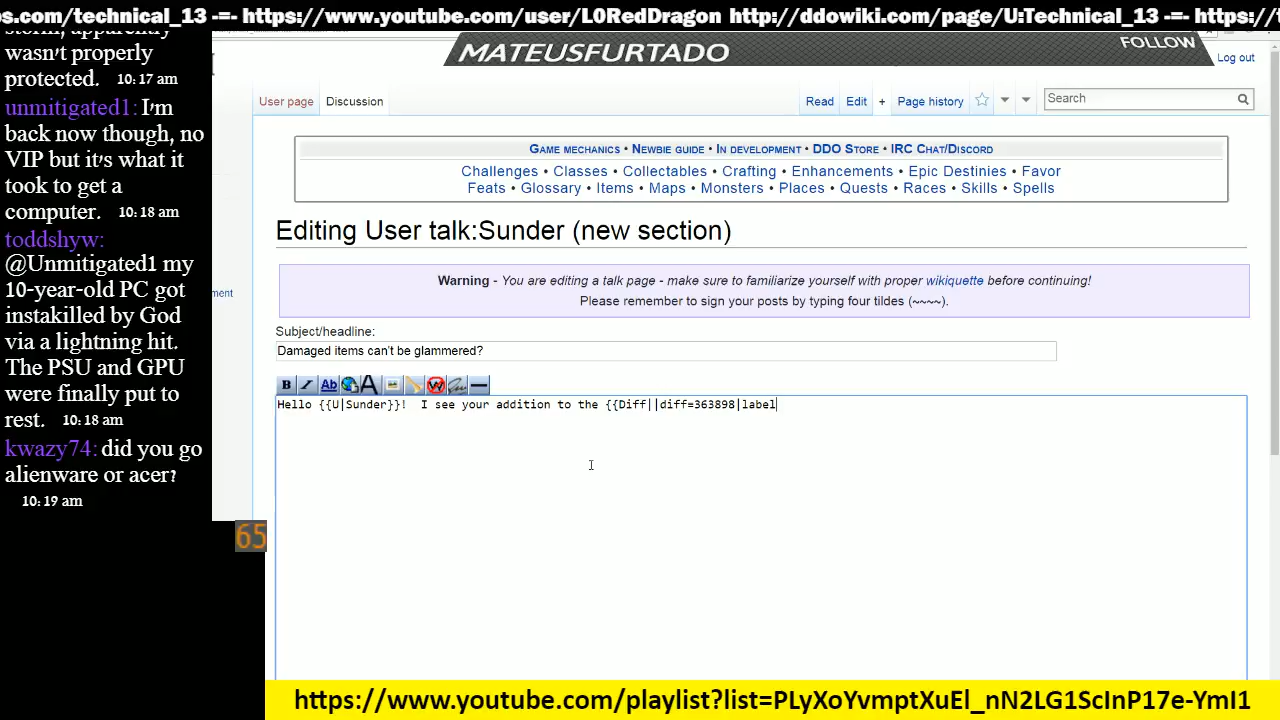 s.com/technical_13 -=- https://www.youtube.com/user/L0RedDragon http://ddowiki.com/page/U:Technical_13 -=- https://t
storm, apparently
wasn't properly
protected. 10:17 am
unmitigated1: I'm
back now though, no
VIP but it's what it
took to get a
computer. 10:18 am
toddshyw:
@Unmitigated1 my
10-year-old PC got
instakilled by God
via a lightning hit.
The PSU and GPU
were finally put to
rest. 10:18 am
kwazy74: did you go
alienware or acer?
10:19 am
MATEUSFURTADO
FOLLOW
Log out
User page Discussion Read Edit + Page history Search
Game mechanics • Newbie guide • In development • DDO Store • IRC Chat/Discord
Challenges • Classes • Collectables • Crafting • Enhancements • Epic Destinies • Favor
Feats • Glossary • Items • Maps • Monsters • Places • Quests • Races • Skills • Spells
Editing User talk:Sunder (new section)
Warning - You are editing a talk page - make sure to familiarize yourself with proper wikiquette before continuing!
Please remember to sign your posts by typing four tildes (~~~~).
ment
Subject/headline:
Damaged items can't be glammered?
B I Ab A W
Hello {{U|Sunder}}!  I see your addition to the {{Diff||diff=363898|label
65
https://www.youtube.com/playlist?list=PLyXoYvmptXuEl_nN2LG1ScInP17e-YmI1